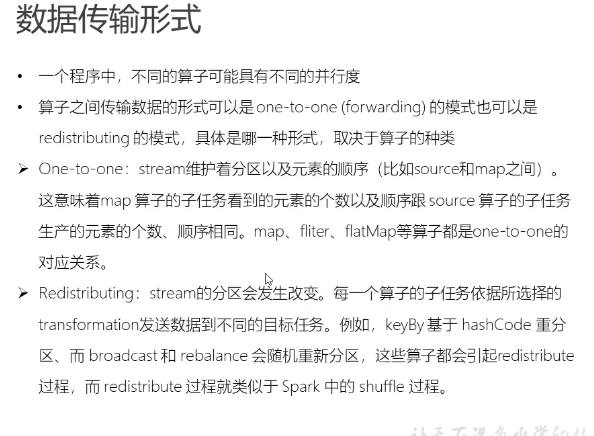 数据传输形式
• 一个程序中，不同的算子可能具有不同的并行度
• 算子之间传输数据的形式可以是 one-to-one (forwarding) 的模式也可以是
redistributing 的模式，具体是哪一种形式，取决于算子的种类
➢ One-to-one：stream维护着分区以及元素的顺序（比如source和map之间）。
这意味着map 算子的子任务看到的元素的个数以及顺序跟 source 算子的子任务
生产的元素的个数、顺序相同。map、fliter、flatMap等算子都是one-to-one的
对应关系。
➢ Redistributing：stream的分区会发生改变。每一个算子的子任务依据所选择的
transformation发送数据到不同的目标任务。例如，keyBy 基于 hashCode 重分
区、而 broadcast 和 rebalance 会随机重新分区，这些算子都会引起redistribute
过程，而 redistribute 过程就类似于 Spark 中的 shuffle 过程。